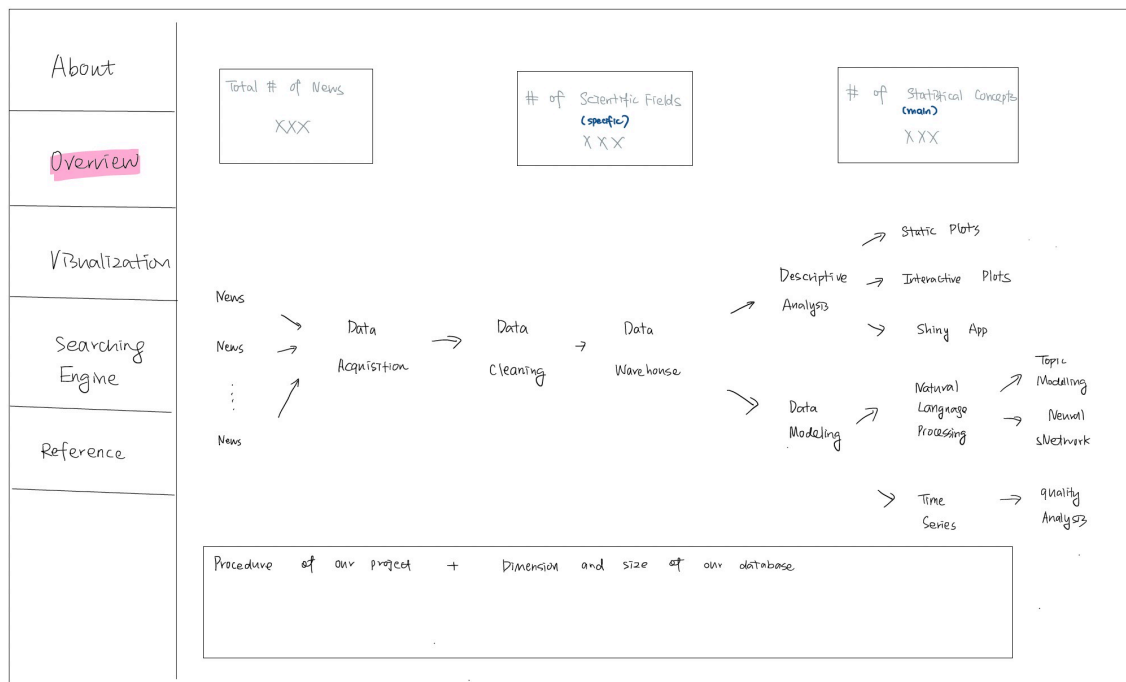 About
Overview
Visualization
Searching
Engine
Reference
Total # of News
XXX
# of Scientific Fields
(specific)
XXX
# of Statistical Concepts
(main)
XXX
News
News
News
Data
Acquisition
Data
Cleaning
Data
Warehouse
Descriptive
Analysis
Static Plots
Interactive Plots
Shiny App
Data
Modeling
Natural
Language
Processing
Topic
Modelling
Neural
sNetwork
Time
Series
quality
Analysis
Procedure of our project + Dimension and size of our database